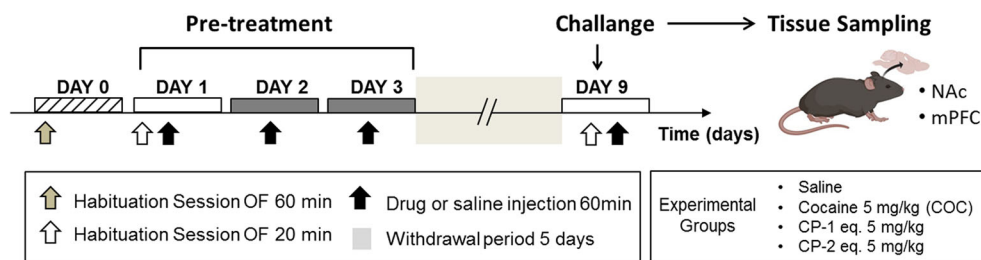 Pre-treatment
Challange
Tissue Sampling
DAY 0
DAY 1
DAY 2
DAY 3
DAY 9
Time (days)
• NAc
• mPFC
Habituation Session OF 60 min
Habituation Session OF 20 min
Drug or saline injection 60min
Withdrawal period 5 days
Experimental
Groups
• Saline
• Cocaine 5 mg/kg (COC)
• CP-1 eq. 5 mg/kg
• CP-2 eq. 5 mg/kg